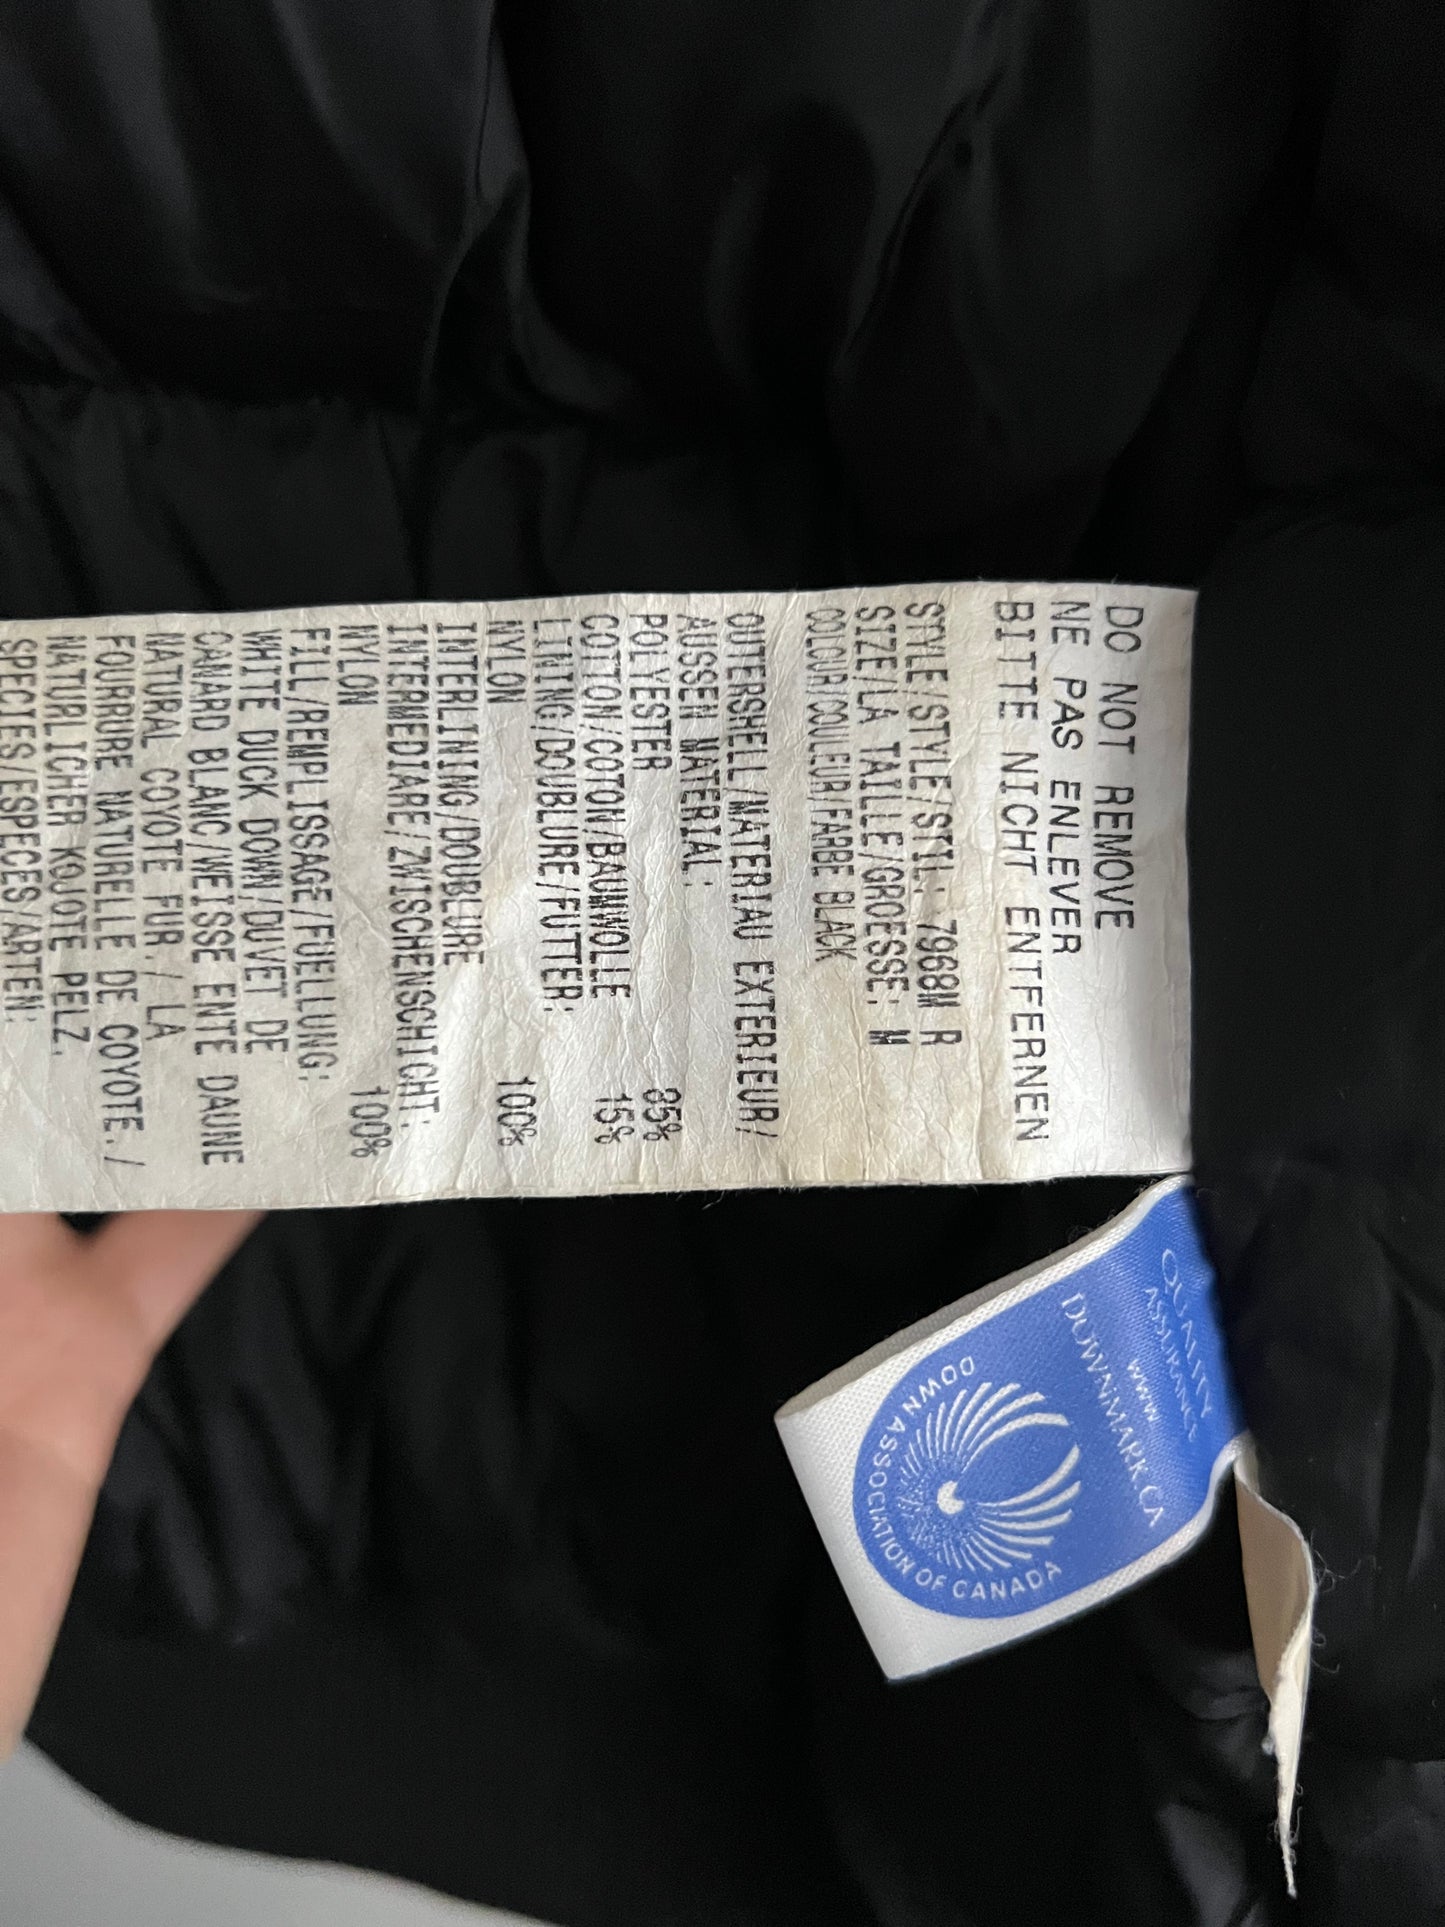 DO NOT REMOVE
NE PAS ENLEVER
BITTE NICHT ENTFERNEN
STYLE/STYLE/STIL: 7968M R
SIZE/LA TAILLE/GROESSE: M
COLOUR/COULEUR/FARBE BLACK
OUTERSHELL/MATERIAU EXTERIEUR/
AUSSEN MATERIAL:
POLYESTER 85%
COTTON/COTON/BAUMWOLLE 15%
LINING/DOUBLURE/FUTTER:
NYLON 100%
INTERLINING/DOUBLURE
INTERMEDIARE/ZWISCHENSCHICHT:
NYLON 100%
FILL/REMPLISSAGE/FUELLUNG:
WHITE DUCK DOWN/DUVET DE
CANARD BLANC/WEISSE ENTE DAUNE
NATURAL COYOTE FUR./ LA
FOURRURE NATURELLE DE COYOTE./
NATURLICHER KOJOTE PELZ.
SPECIES/ESPECES/ARTEN:
QUALITY
ASSURANCE
WWW.
DOWNMARK.CA
DOWN ASSOCIATION OF CANADA